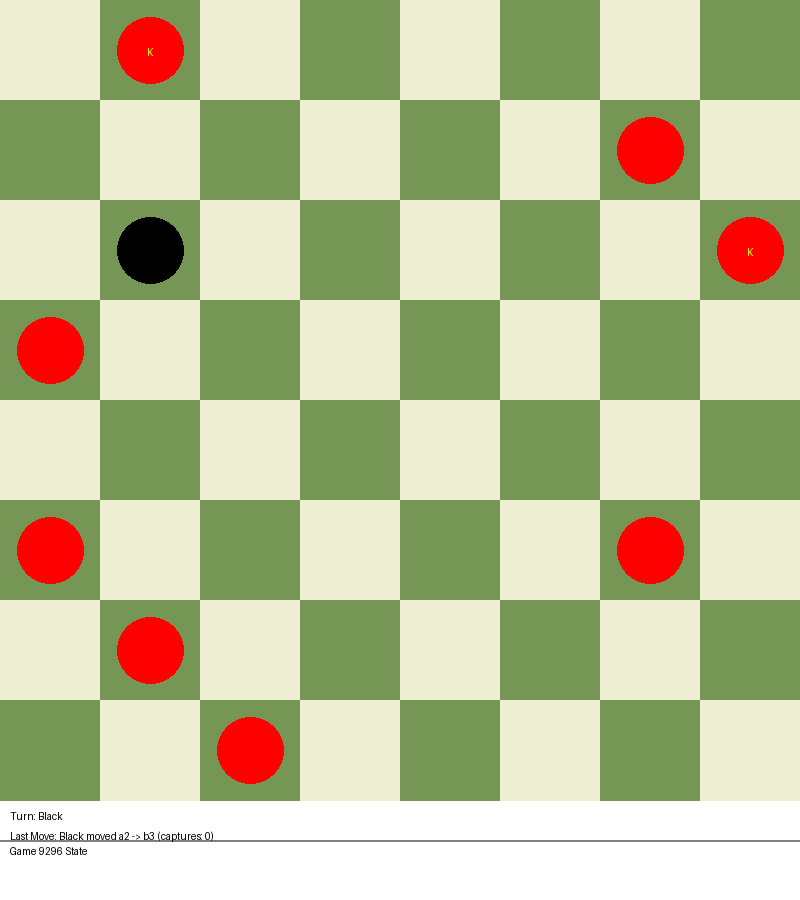 K
K
Turn: Black
Last Move: Black moved a2 -> b3 (captures: 0)
Game 9296 State